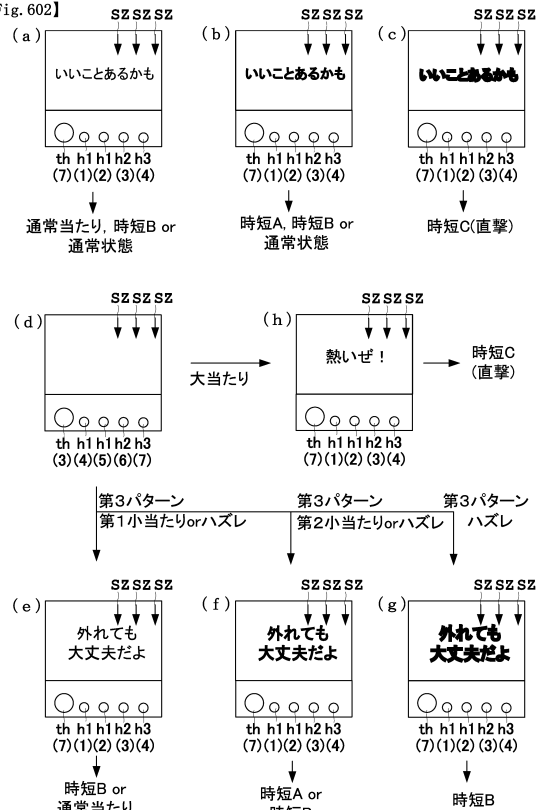 Fig. 602】
SZ SZ SZ
(a)
いいことあるかも
th h1 h1 h2 h3
(7)(1)(2)(3)(4)
通常当たり, 時短B or
通常状態
SZ SZ SZ
(b)
いいことあるかも
th h1 h1 h2 h3
(7)(1)(2)(3)(4)
時短A, 時短B or
通常状態
SZ SZ SZ
(c)
いいことあるかも
th h1 h1 h2 h3
(7)(1)(2)(3)(4)
時短C(直撃)
SZ SZ SZ
(d)
th h1 h1 h2 h3
(3)(4)(5)(6)(7)
大当たり
SZ SZ SZ
(h)
熱いぜ!
th h1 h1 h2 h3
(7)(1)(2)(3)(4)
時短C
(直撃)
第3パターン
第1小当たりorハズレ
第3パターン
第2小当たりorハズレ
第3パターン
ハズレ
SZ SZ SZ
(e)
外れても
大丈夫だよ
th h1 h1 h2 h3
(7)(1)(2)(3)(4)
時短B or
通常当たり
SZ SZ SZ
(f)
外れても
大丈夫だよ
th h1 h1 h2 h3
(7)(1)(2)(3)(4)
時短A or
SZ SZ SZ
(g)
外れても
大丈夫だよ
th h1 h1 h2 h3
(7)(1)(2)(3)(4)
時短B